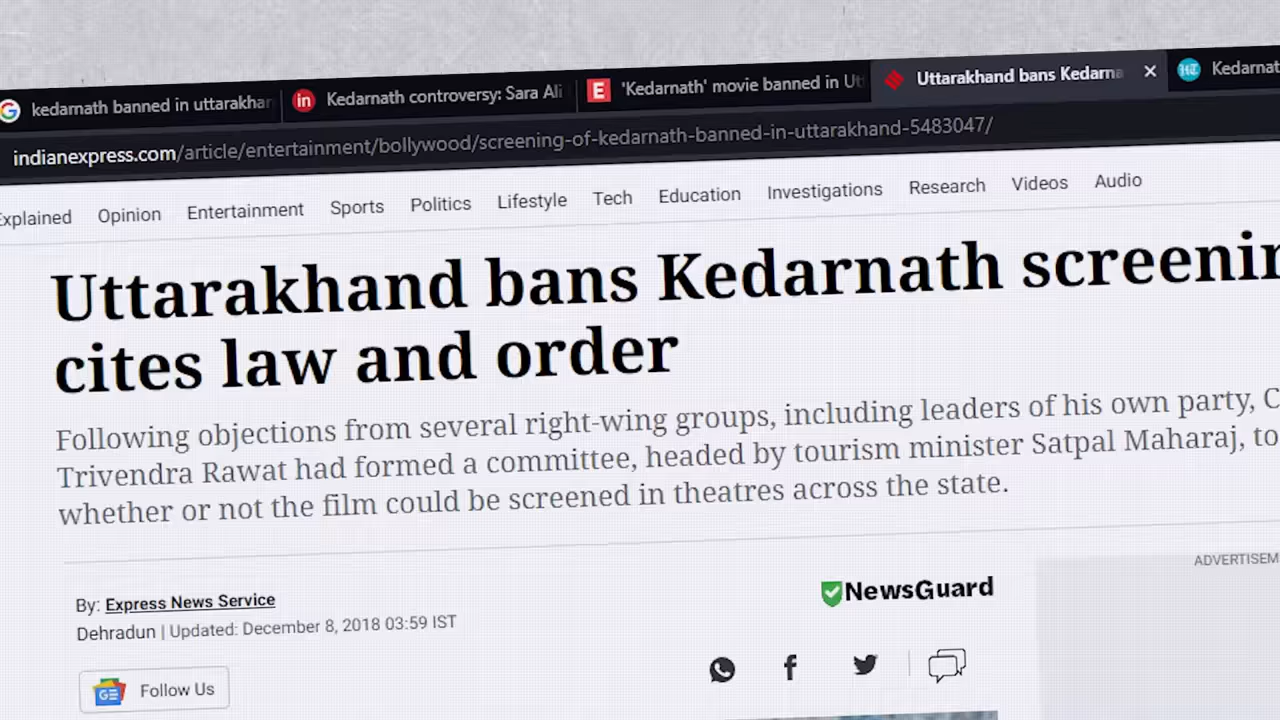 kedarnath banned in uttarakhar
in Kedarnath controversy: Sara Ali
E 'Kedarnath' movie banned in Ut
Uttarakhand bans Kedarna ×
HT Kedarnat
indianexpress.com/article/entertainment/bollywood/screening-of-kedarnath-banned-in-uttarakhand-5483047/
Explained Opinion Entertainment Sports Politics Lifestyle Tech Education Investigations Research Videos Audio
Uttarakhand bans Kedarnath screenin
cites law and order
Following objections from several right-wing groups, including leaders of his own party, C
Trivendra Rawat had formed a committee, headed by tourism minister Satpal Maharaj, to
whether or not the film could be screened in theatres across the state.
ADVERTISEM
By: Express News Service
NewsGuard
Dehradun | Updated: December 8, 2018 03:59 IST
GE Follow Us